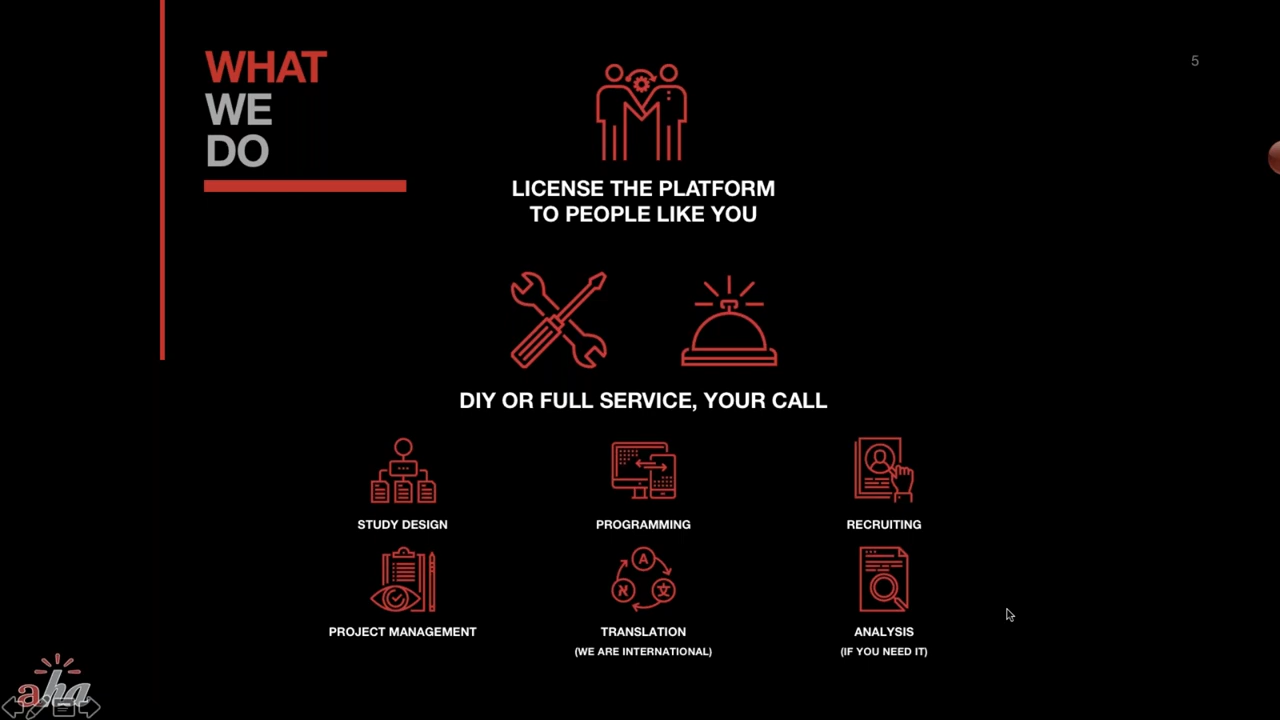 WHAT
WE
DO
5
LICENSE THE PLATFORM
TO PEOPLE LIKE YOU
DIY OR FULL SERVICE, YOUR CALL
STUDY DESIGN
PROGRAMMING
RECRUITING
A
א
文
PROJECT MANAGEMENT
TRANSLATION
(WE ARE INTERNATIONAL)
ANALYSIS
(IF YOU NEED IT)
aha